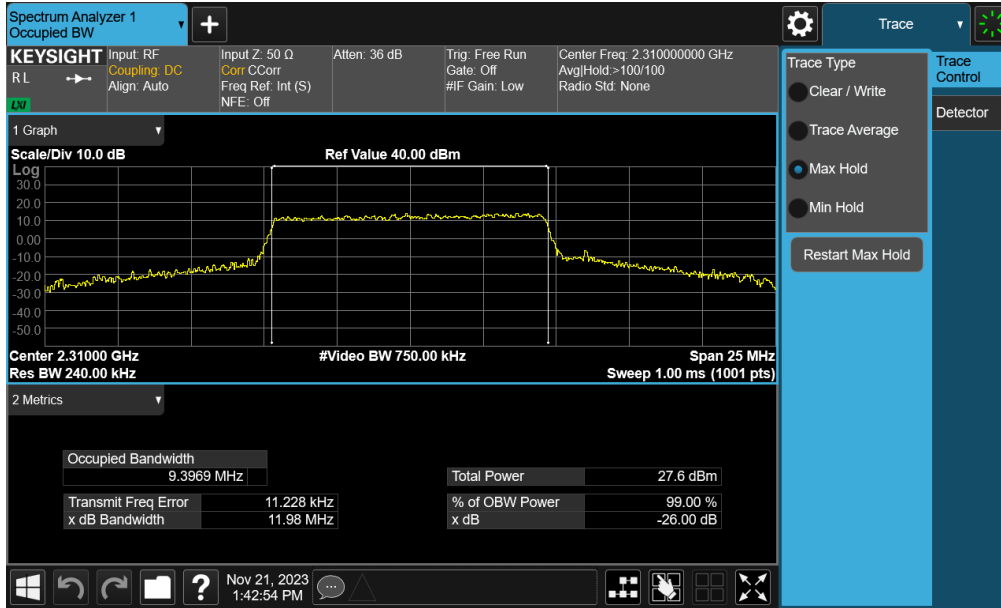 Spectrum Analyzer 1
Occupied BW
+
Trace
KEYSIGHT
RL
LXI
Input: RF
Coupling: DC
Align: Auto
Input Z: 50 Ω
Corr CCorr
Freq Ref: Int (S)
NFE: Off
Atten: 36 dB
Trig: Free Run
Gate: Off
#IF Gain: Low
Center Freq: 2.310000000 GHz
Avg|Hold:>100/100
Radio Std: None
1 Graph
Scale/Div 10.0 dB
Ref Value 40.00 dBm
Log
30.0
20.0
10.0
0.00
-10.0
-20.0
-30.0
-40.0
-50.0
Center 2.31000 GHz
#Video BW 750.00 kHz
Span 25 MHz
Res BW 240.00 kHz
Sweep 1.00 ms (1001 pts)
2 Metrics
Occupied Bandwidth
9.3969 MHz
Total Power 27.6 dBm
Transmit Freq Error 11.228 kHz
% of OBW Power 99.00 %
x dB Bandwidth 11.98 MHz
x dB -26.00 dB
?
Nov 21, 2023
1:42:54 PM
Trace Type
Clear / Write
Trace Average
Max Hold
Min Hold
Restart Max Hold
Trace
Control
Detector